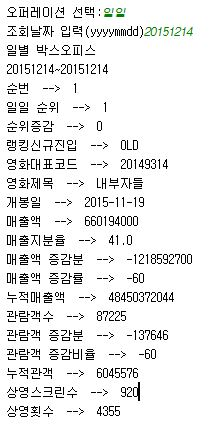 오퍼레이션 선택:일일
조회날짜 입력(yyyymmdd)20151214
일별 박스오피스
20151214~20151214
순번 --> 1
일일 순위 --> 1
순위증감 --> 0
랭킹신규진입 --> OLD
영화대표코드 --> 20149314
영화제목 --> 내부자들
개봉일 --> 2015-11-19
매출액 --> 660194000
매출지분율 --> 41.0
매출액 증감분 --> -1218592700
매출액 증감률 --> -60
누적매출액 --> 48450372044
관람객수 --> 87225
관람객 증감분 --> -137646
관람객 증감비율 --> -60
누적관객 --> 6045576
상영스크린수 --> 920
상영횟수 --> 4355